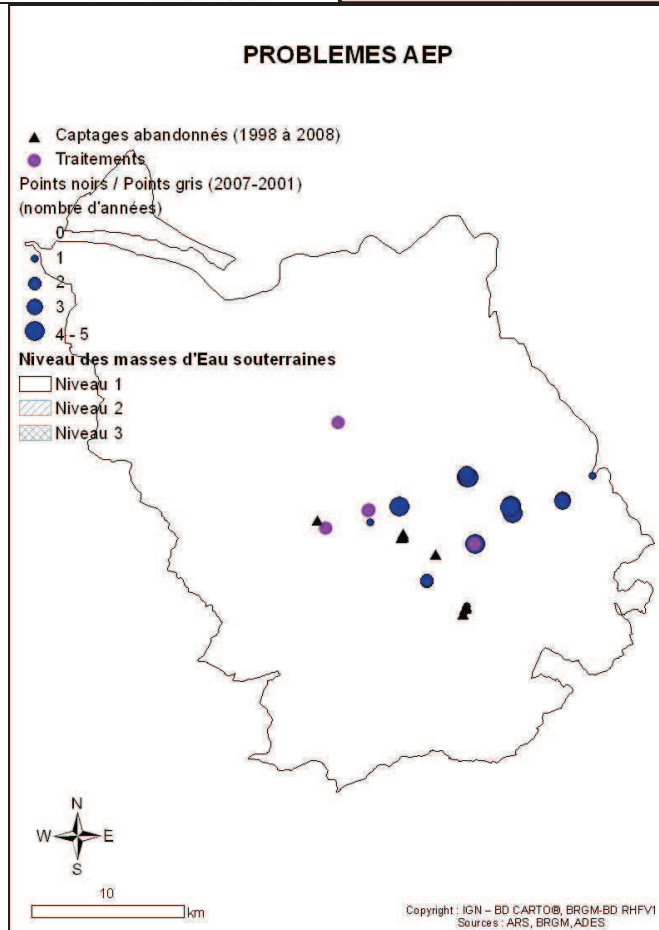 PROBLEMES AEP
Captages abandonnés (1998 à 2008)
Traitements
Points noirs / Points gris (2007-2001)
(nombre d'années)
0
1
2
3
4 - 5
Niveau des masses d'Eau souterraines
Niveau 1
Niveau 2
Niveau 3
N
W E
S
10
km
Copyright : IGN – BD CARTO®, BRGM-BD RHFV1
Sources : ARS, BRGM, ADES